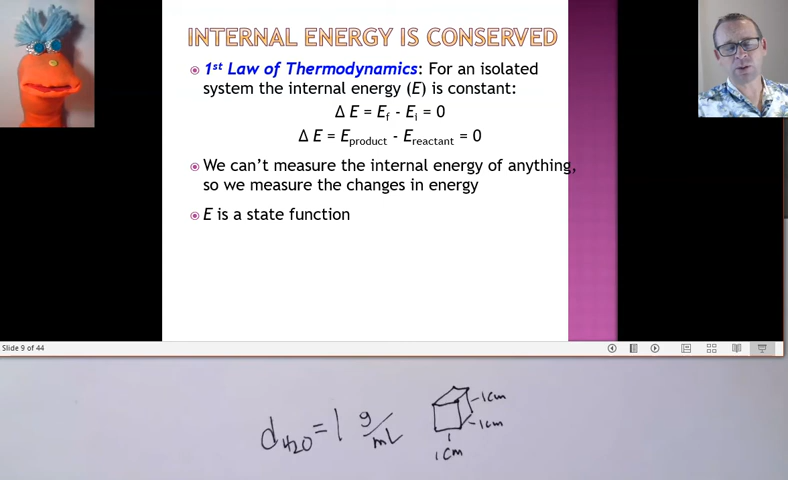 INTERNAL ENERGY IS CONSERVED
1st Law of Thermodynamics: For an isolated
system the internal energy (E) is constant:
Δ E = Ef - Ei = 0
Δ E = Eproduct - Ereactant = 0
We can't measure the internal energy of anything,
so we measure the changes in energy
E is a state function
Slide 9 of 44
dH2O = 1 g/mL
1cm
1cm
1cm